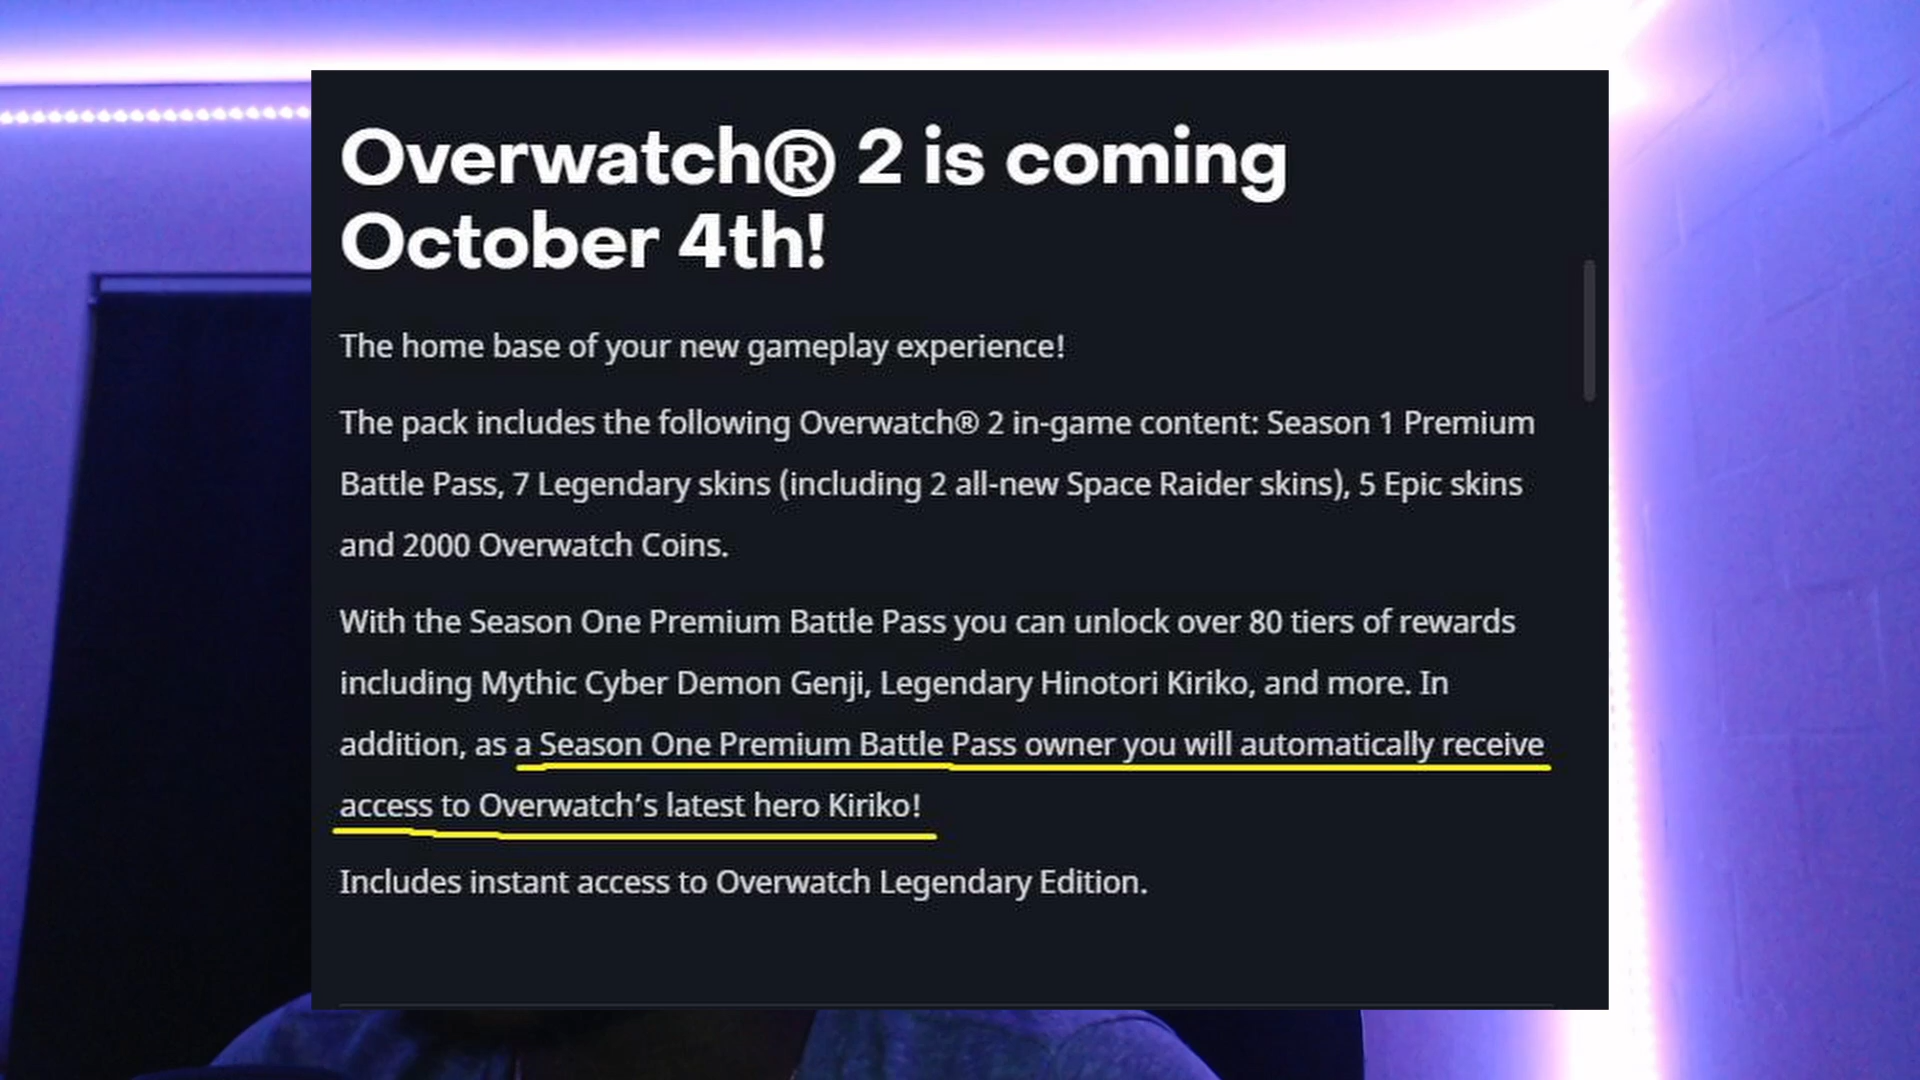 Overwatch® 2 is coming
October 4th!
The home base of your new gameplay experience!
The pack includes the following Overwatch® 2 in-game content: Season 1 Premium
Battle Pass, 7 Legendary skins (including 2 all-new Space Raider skins), 5 Epic skins
and 2000 Overwatch Coins.
With the Season One Premium Battle Pass you can unlock over 80 tiers of rewards
including Mythic Cyber Demon Genji, Legendary Hinotori Kiriko, and more. In
addition, as a Season One Premium Battle Pass owner you will automatically receive
access to Overwatch’s latest hero Kiriko!
Includes instant access to Overwatch Legendary Edition.